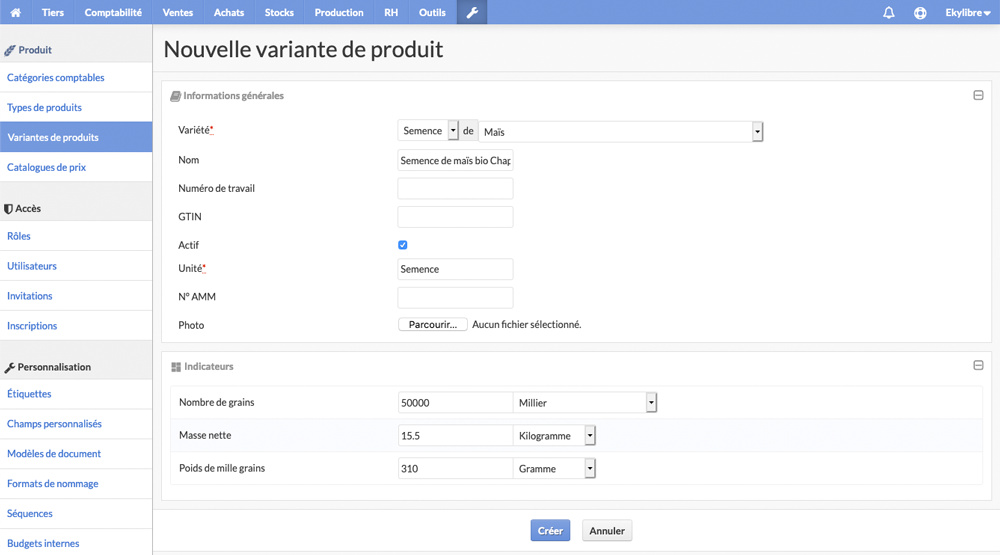 Tiers Comptabilité Ventes Achats Stocks Production RH Outils Ekylibre
Produit
Catégories comptables
Types de produits
Variantes de produits
Catalogues de prix
Accès
Rôles
Utilisateurs
Invitations
Inscriptions
Personnalisation
Étiquettes
Champs personnalisés
Modèles de document
Formats de nommage
Séquences
Budgets internes
Nouvelle variante de produit
Informations générales
Variété* Semence de Maïs
Nom Semence de maïs bio Chap
Numéro de travail
GTIN
Actif
Unité* Semence
N° AMM
Photo Parcourir... Aucun fichier sélectionné.
Indicateurs
Nombre de grains 50000 Millier
Masse nette 15.5 Kilogramme
Poids de mille grains 310 Gramme
Créer Annuler